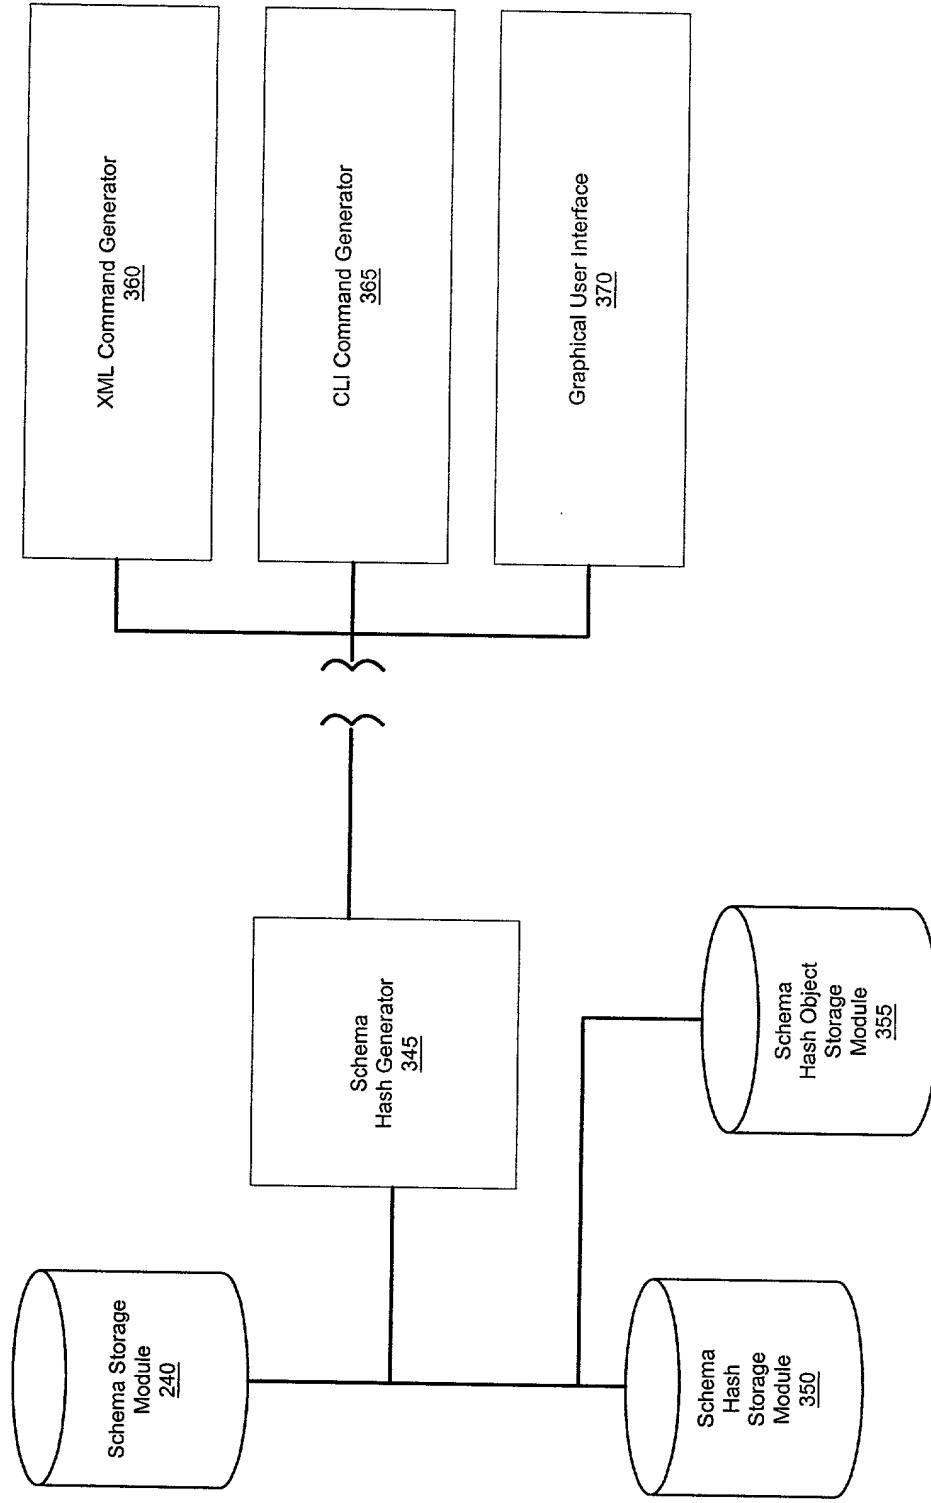 Schema Storage
Module
240
Schema
Hash
Storage
Module
350
Schema
Hash Generator
345
Schema
Hash Object
Storage
Module
355
XML Command Generator
360
CLI Command Generator
365
Graphical User Interface
370